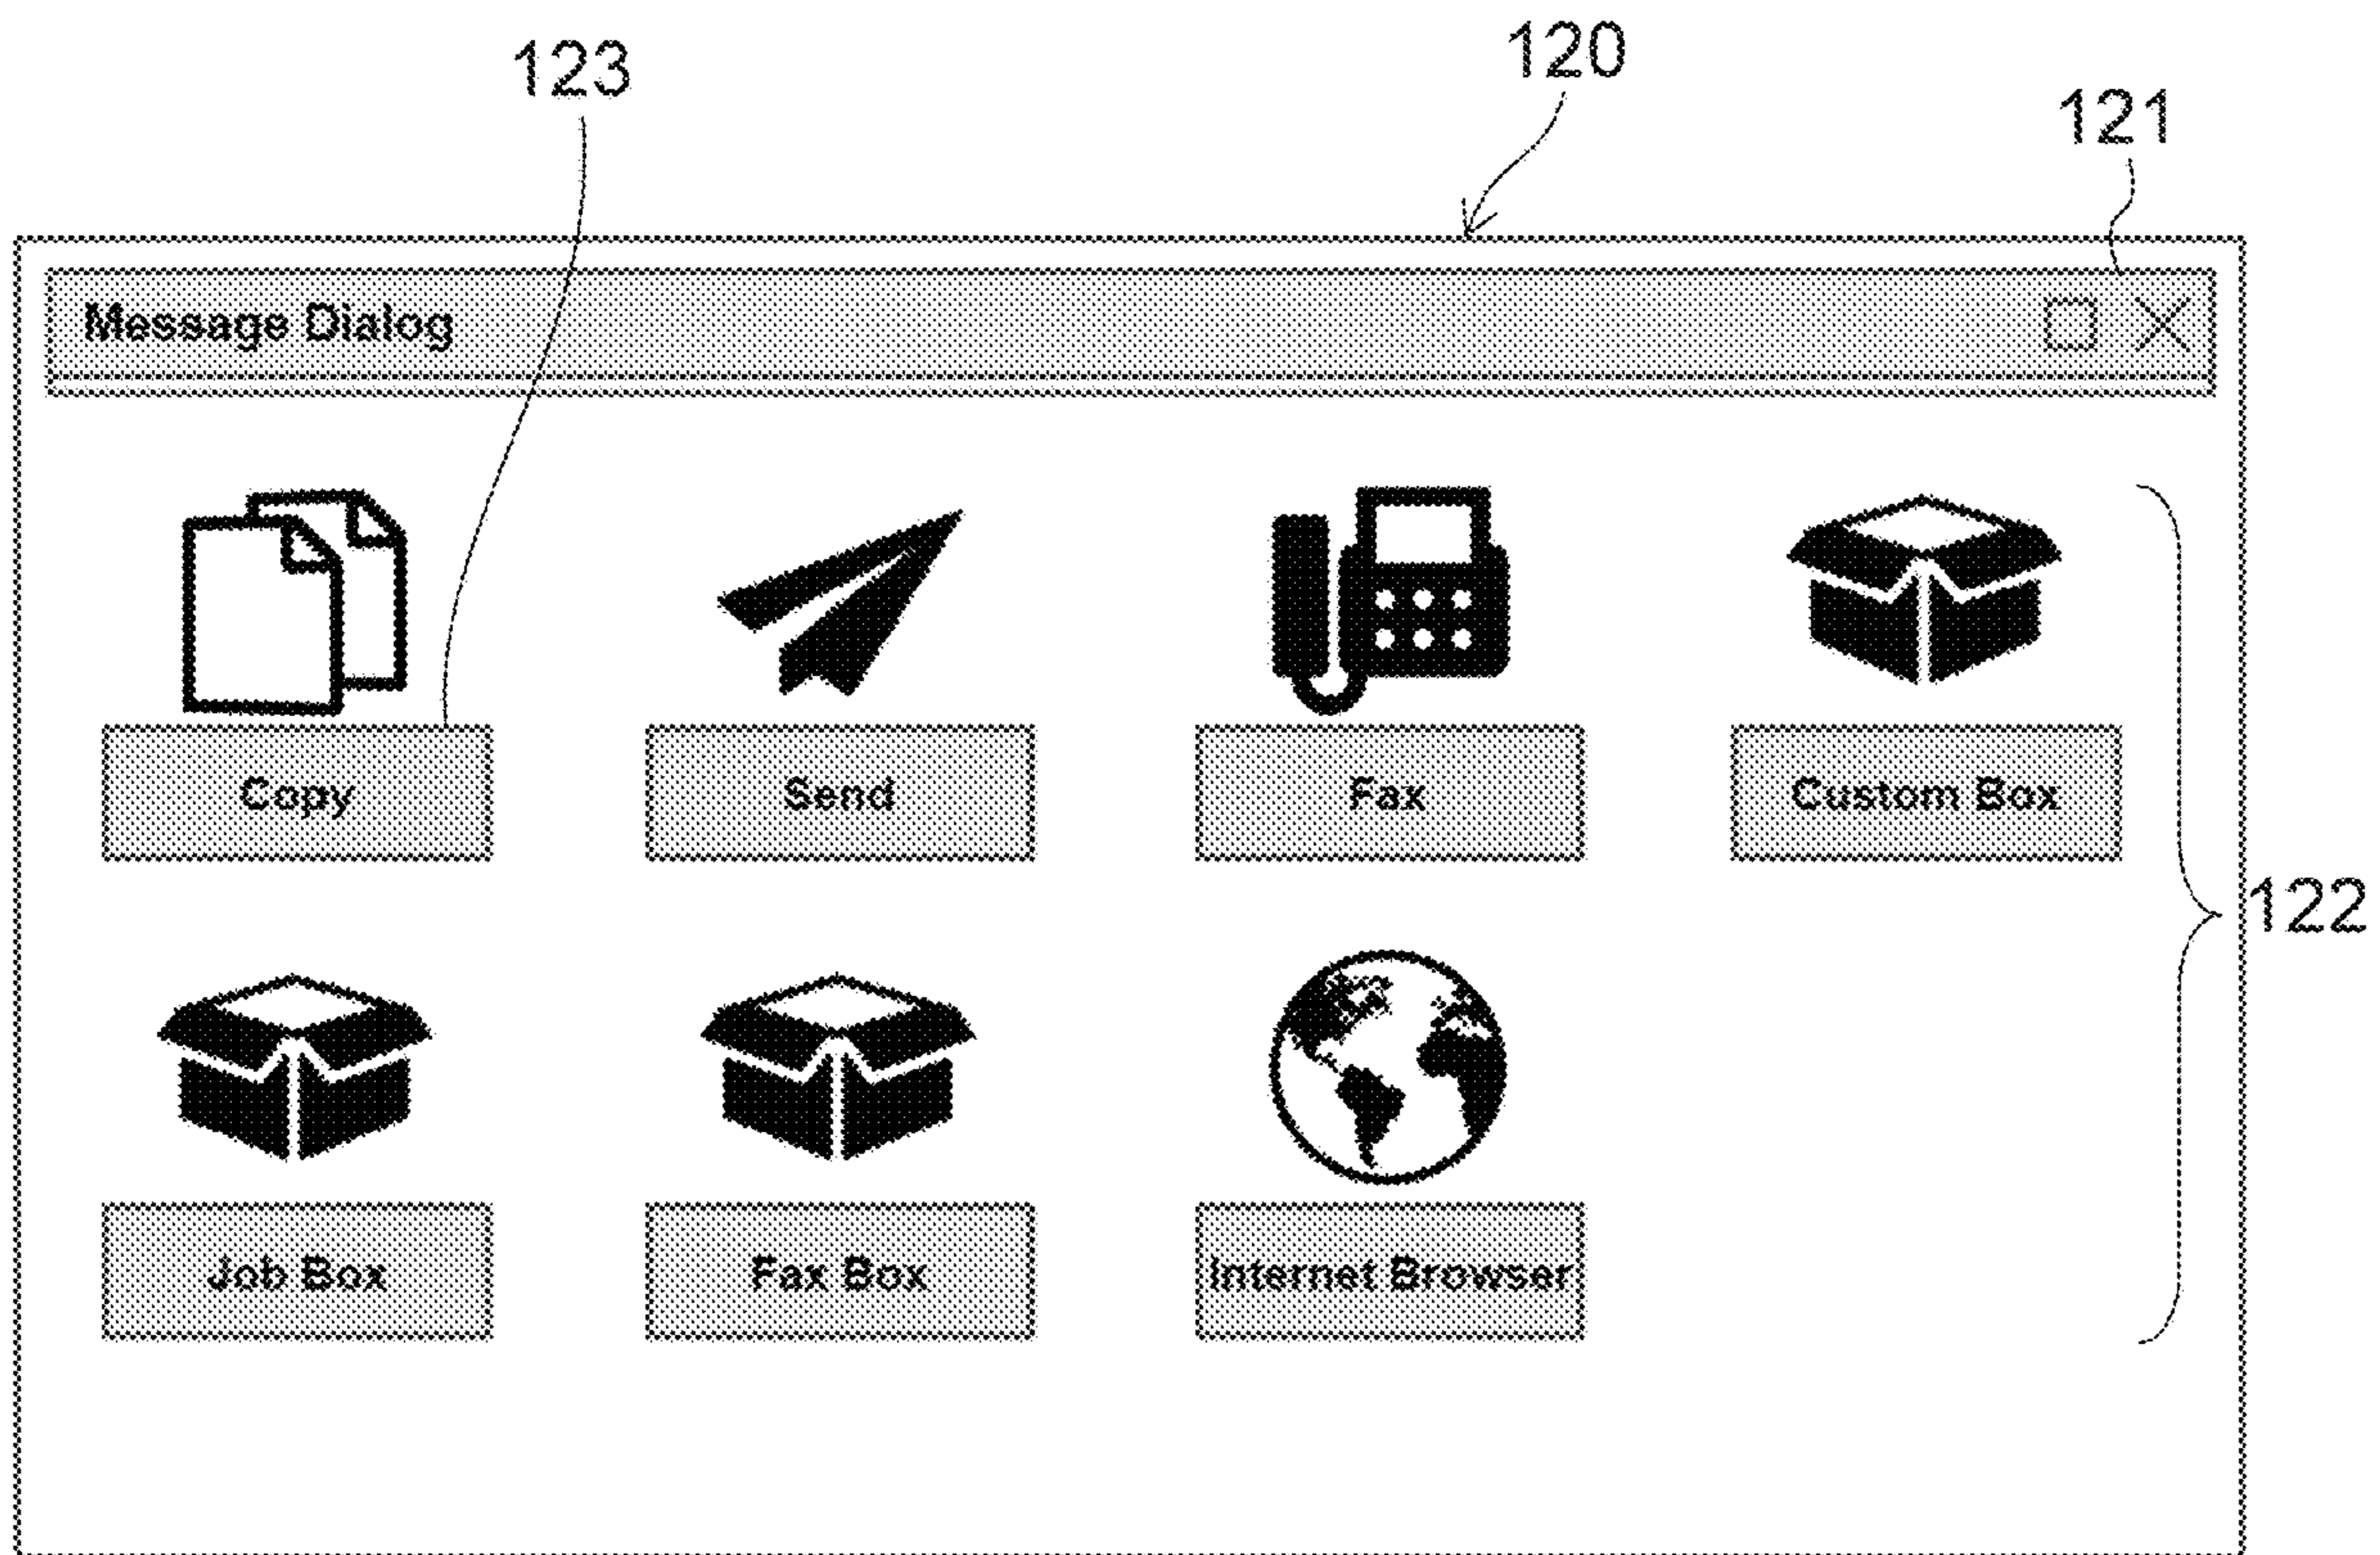 123
120
121
Message Dialog
Copy
Send
Fax
Custom Box
122
Job Box
Fax Box
Internet Browser